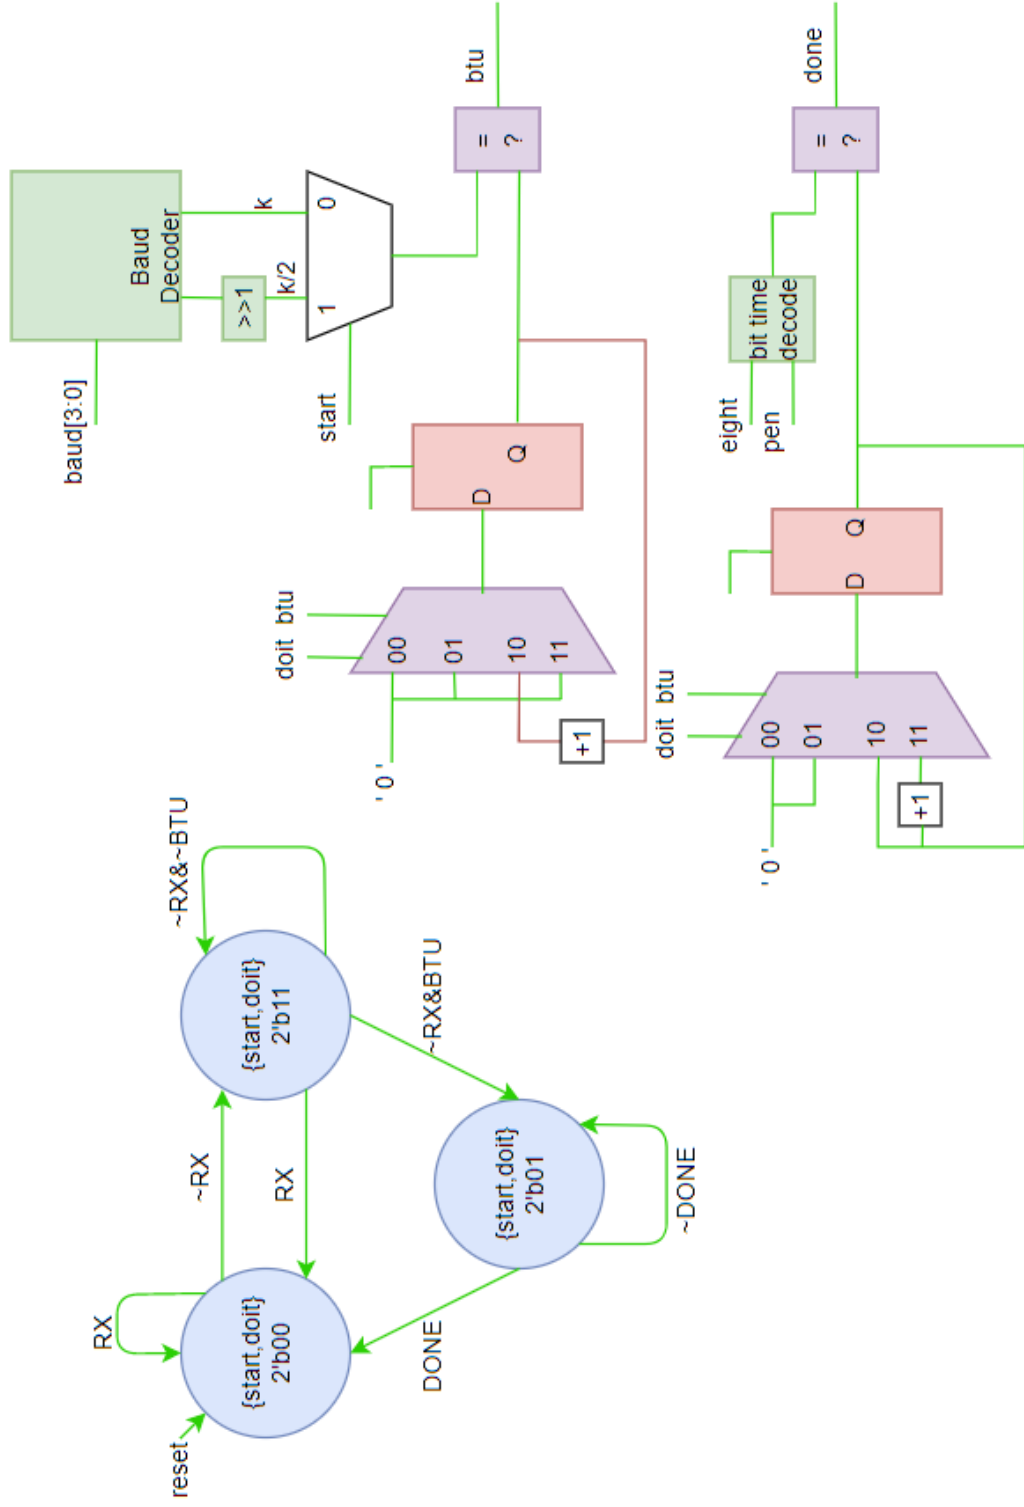 reset
RX
{start,doit}
2'b00
~RX
RX
{start,doit}
2'b11
~RX&~BTU
~RX&BTU
DONE
{start,doit}
2'b01
~DONE
baud[3:0]
Baud
Decoder
>>1
k/2
k
start
1
0
doit
btu
' 0 '
00
01
10
11
+1
D
Q
=
?
btu
doit
btu
' 0 '
00
01
10
11
+1
D
Q
eight
pen
bit time
decode
=
?
done